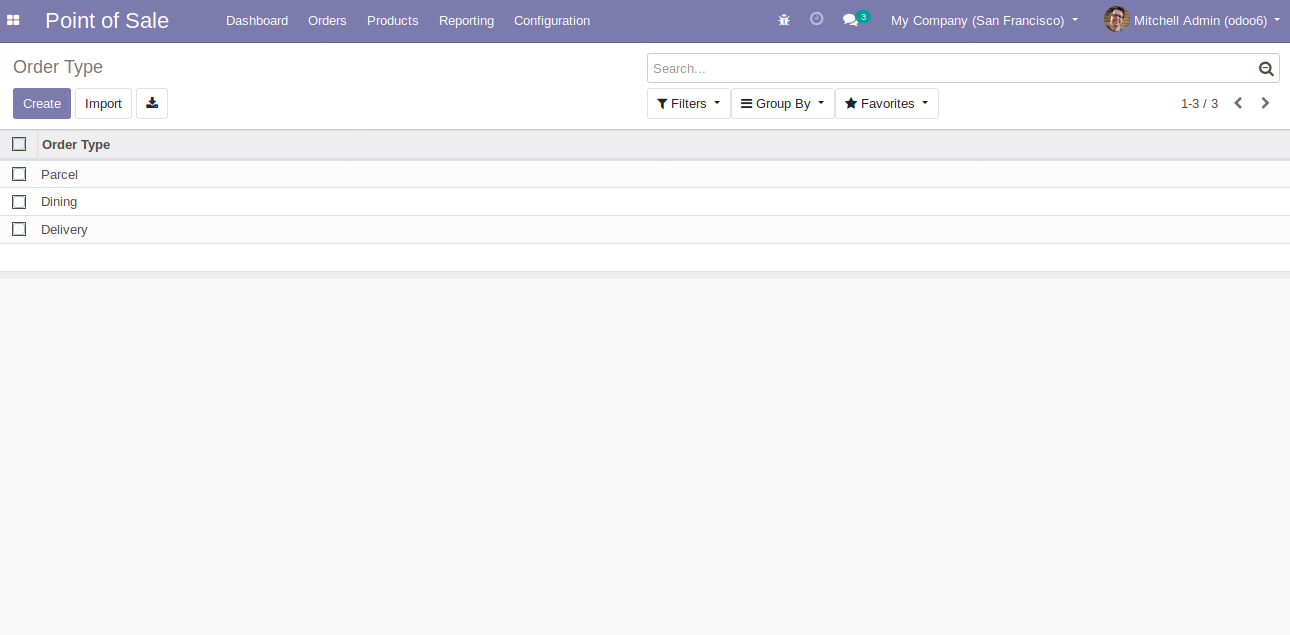 Point of Sale Dashboard Orders Products Reporting Configuration 3 My Company (San Francisco) Mitchell Admin (odoo6)
Order Type Search...
Create Import Filters Group By Favorites 1-3 / 3
Order Type
Parcel
Dining
Delivery